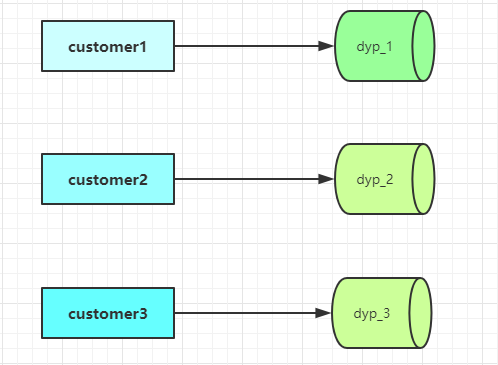 customer1
dyp_1
customer2
dyp_2
customer3
dyp_3